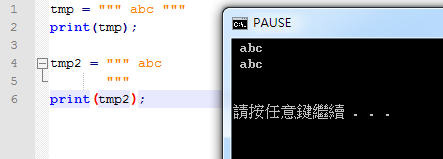 1 tmp = """ abc """
2 print(tmp);
3
4 tmp2 = """ abc
5 """
6 print(tmp2);
PAUSE
C:\.
abc
abc
請按任意鍵繼續 . . .